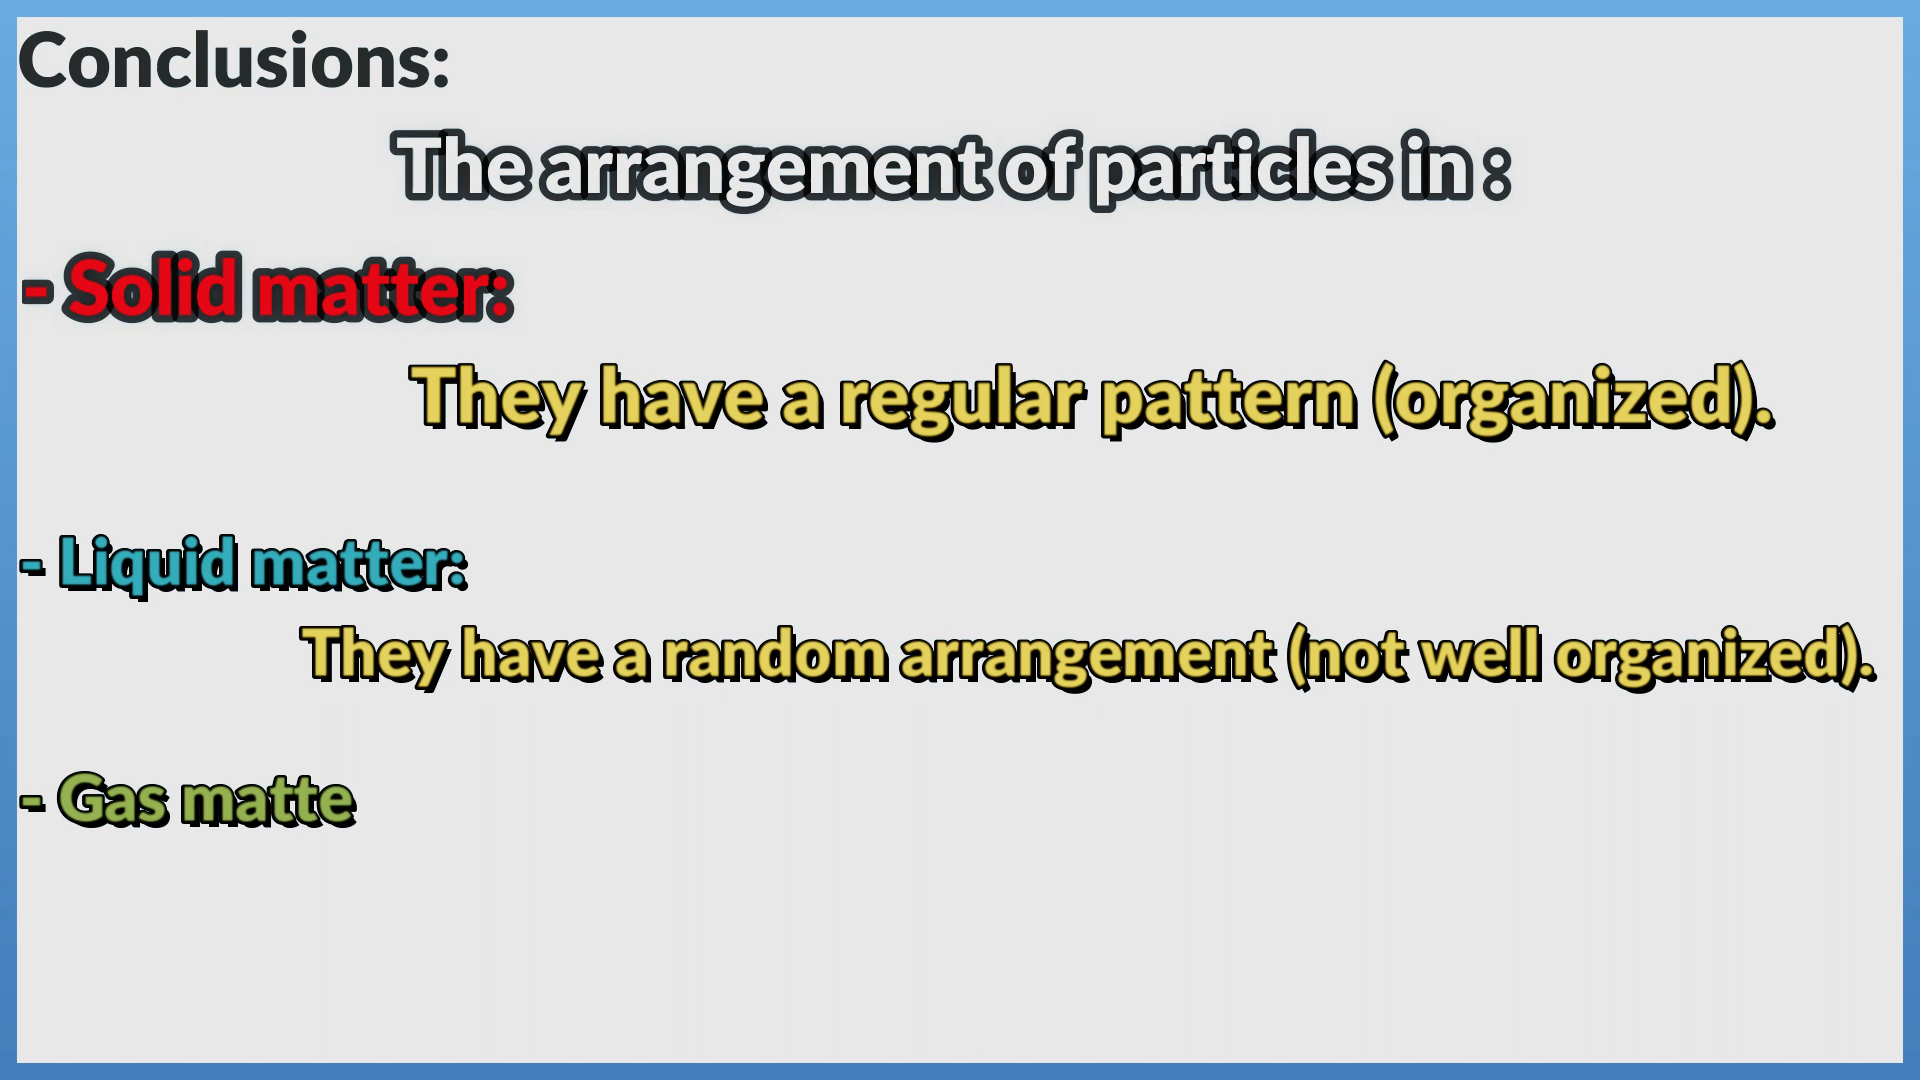 Conclusions:
The arrangement of particles in :
- Solid matter:
They have a regular pattern (organized).
- Liquid matter:
They have a random arrangement (not well organized).
- Gas matte